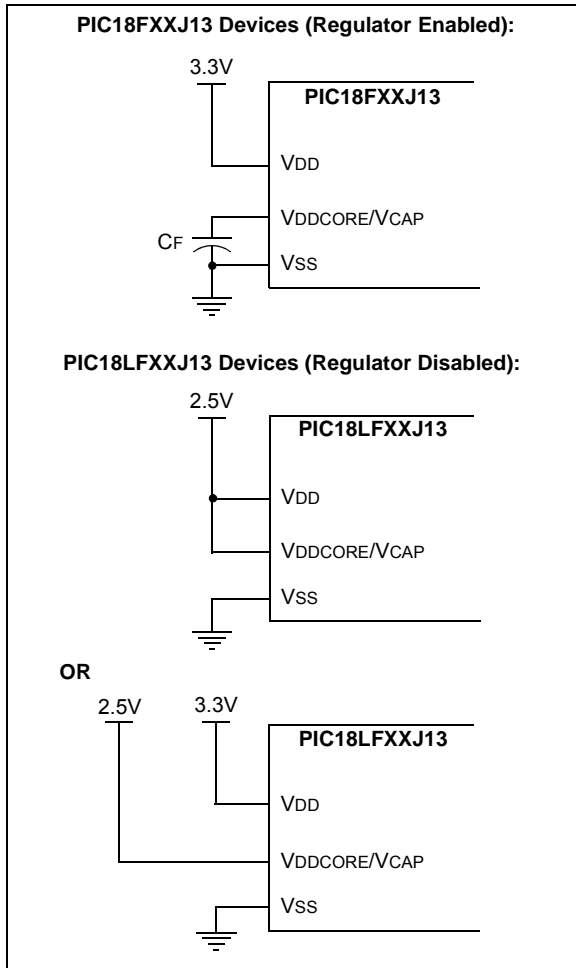 PIC18FXXJ13 Devices (Regulator Enabled):
3.3V
PIC18FXXJ13
VDD
VDDCORE/VCAP
CF
VSS
PIC18LFXXJ13 Devices (Regulator Disabled):
2.5V
PIC18LFXXJ13
VDD
VDDCORE/VCAP
VSS
OR
2.5V 3.3V
PIC18LFXXJ13
VDD
VDDCORE/VCAP
VSS